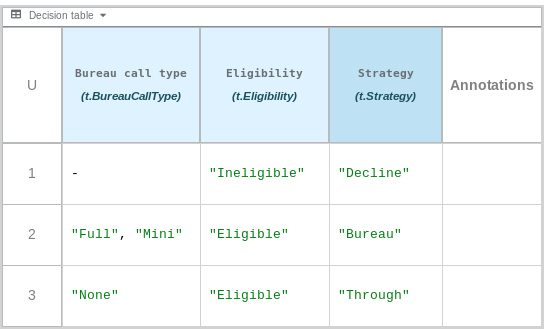 Decision table
U
Bureau call type
(t.BureauCallType)
Eligibility
(t.Eligibility)
Strategy
(t.Strategy)
Annotations
1
-
"Ineligible"
"Decline"
2
"Full", "Mini"
"Eligible"
"Bureau"
3
"None"
"Eligible"
"Through"